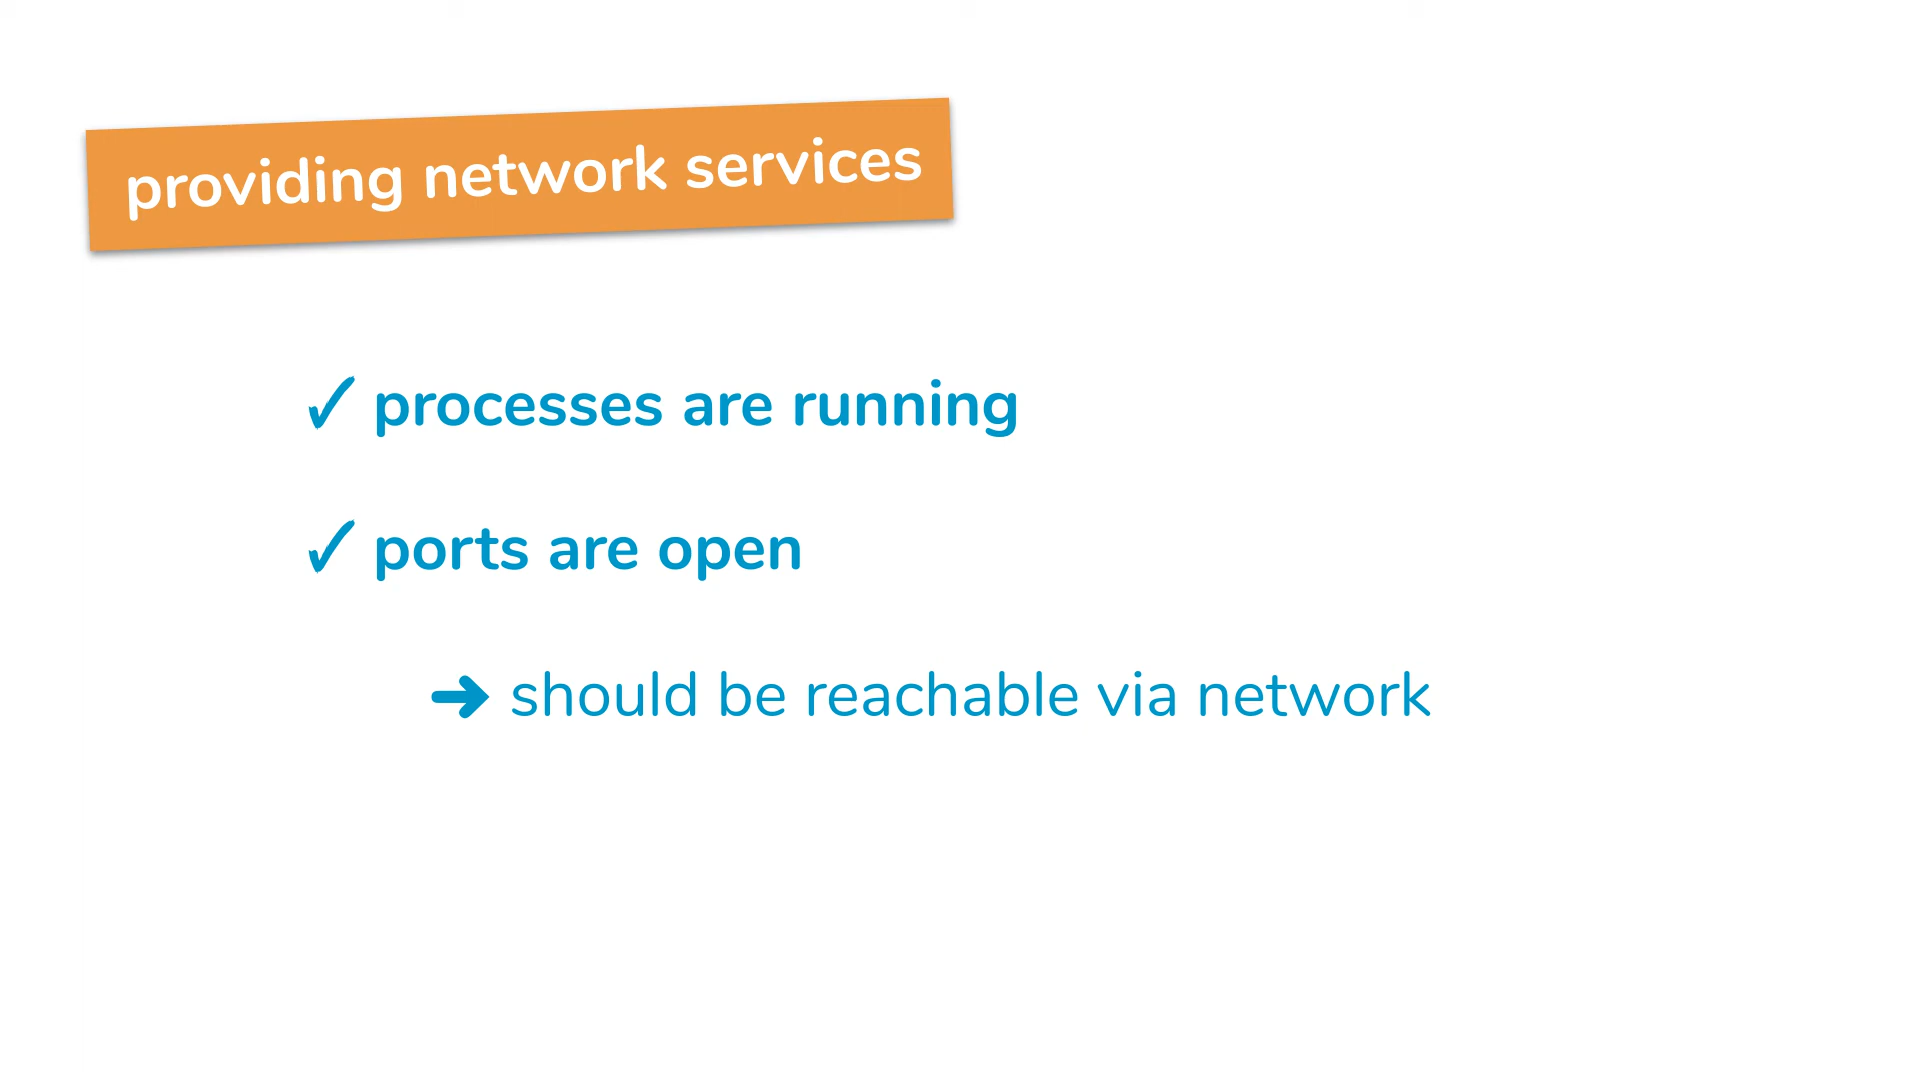 providing network services
✓ processes are running
✓ ports are open
➜ should be reachable via network